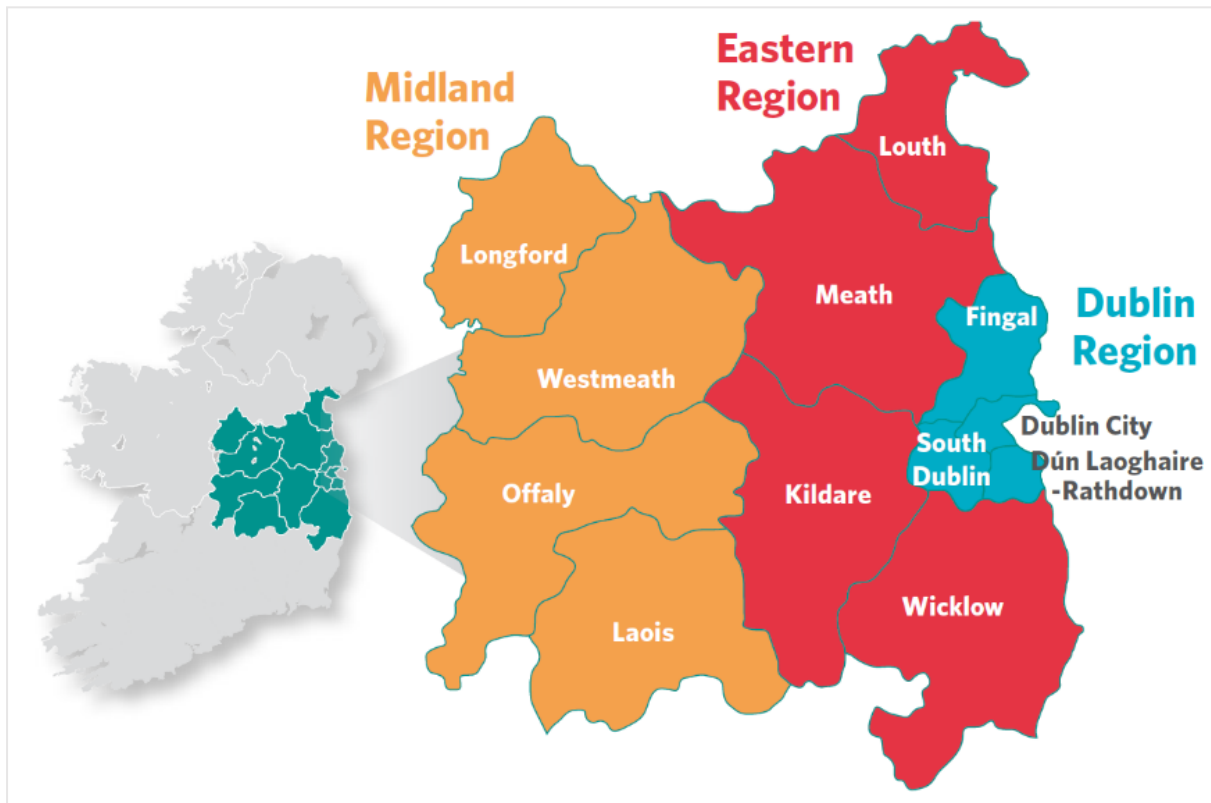 Midland
Region
Eastern
Region
Louth
Longford
Meath
Fingal
Dublin
Region
Westmeath
Dublin City
South
Dublin
Dún Laoghaire
-Rathdown
Offaly
Kildare
Wicklow
Laois